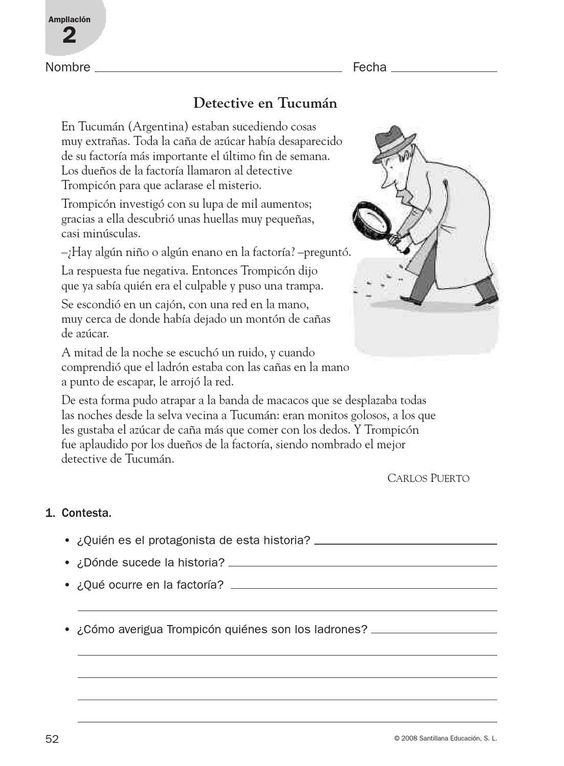 Ampliación
2
Nombre
Fecha
Detective en Tucumán
En Tucumán (Argentina) estaban sucediendo cosas
muy extrañas. Toda la caña de azúcar había desaparecido
de su factoría más importante el último fin de semana.
Los dueños de la factoría llamaron al detective
Trompicón para que aclarase el misterio.
Trompicón investigó con su lupa de mil aumentos;
gracias a ella descubrió unas huellas muy pequeñas,
casi minúsculas.
–¿Hay algún niño o algún enano en la factoría? –preguntó.
La respuesta fue negativa. Entonces Trompicón dijo
que ya sabía quién era el culpable y puso una trampa.
Se escondió en un cajón, con una red en la mano,
muy cerca de donde había dejado un montón de cañas
de azúcar.
A mitad de la noche se escuchó un ruido, y cuando
comprendió que el ladrón estaba con las cañas en la mano
a punto de escapar, le arrojó la red.
De esta forma pudo atrapar a la banda de macacos que se desplazaba todas
las noches desde la selva vecina a Tucumán: eran monitos golosos, a los que
les gustaba el azúcar de caña más que comer con los dedos. Y Trompicón
fue aplaudido por los dueños de la factoría, siendo nombrado el mejor
detective de Tucumán.
CARLOS PUERTO
1. Contesta.
• ¿Quién es el protagonista de esta historia?
• ¿Dónde sucede la historia?
• ¿Qué ocurre en la factoría?
• ¿Cómo averigua Trompicón quiénes son los ladrones?
52
© 2008 Santillana Educación, S. L.